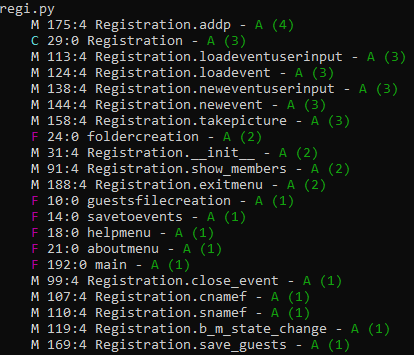 regi.py
M 175:4 Registration.addp - A (4)
C 29:0 Registration - A (3)
M 113:4 Registration.loadeventuserinput - A (3)
M 124:4 Registration.loadevent - A (3)
M 138:4 Registration.neweventuserinput - A (3)
M 144:4 Registration.newevent - A (3)
M 158:4 Registration.takepicture - A (3)
F 24:0 foldercreation - A (2)
M 31:4 Registration.__init__ - A (2)
M 91:4 Registration.show_members - A (2)
M 188:4 Registration.exitmenu - A (2)
F 10:0 guestsfilecreation - A (1)
F 14:0 savetoevents - A (1)
F 18:0 helpmenu - A (1)
F 21:0 aboutmenu - A (1)
F 192:0 main - A (1)
M 99:4 Registration.close_event - A (1)
M 107:4 Registration.cnamef - A (1)
M 110:4 Registration.snamef - A (1)
M 119:4 Registration.b_m_state_change - A (1)
M 169:4 Registration.save_guests - A (1)